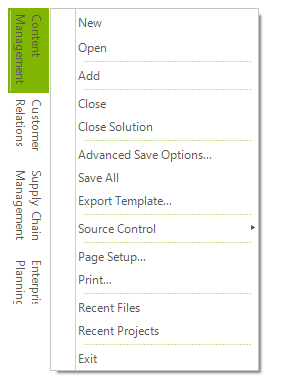 Content
Management
Customer
Relations
Supply Chain
Management
Enterpris
Planning
New
Open
Add
Close
Close Solution
Advanced Save Options...
Save All
Export Template...
Source Control
Page Setup...
Print...
Recent Files
Recent Projects
Exit